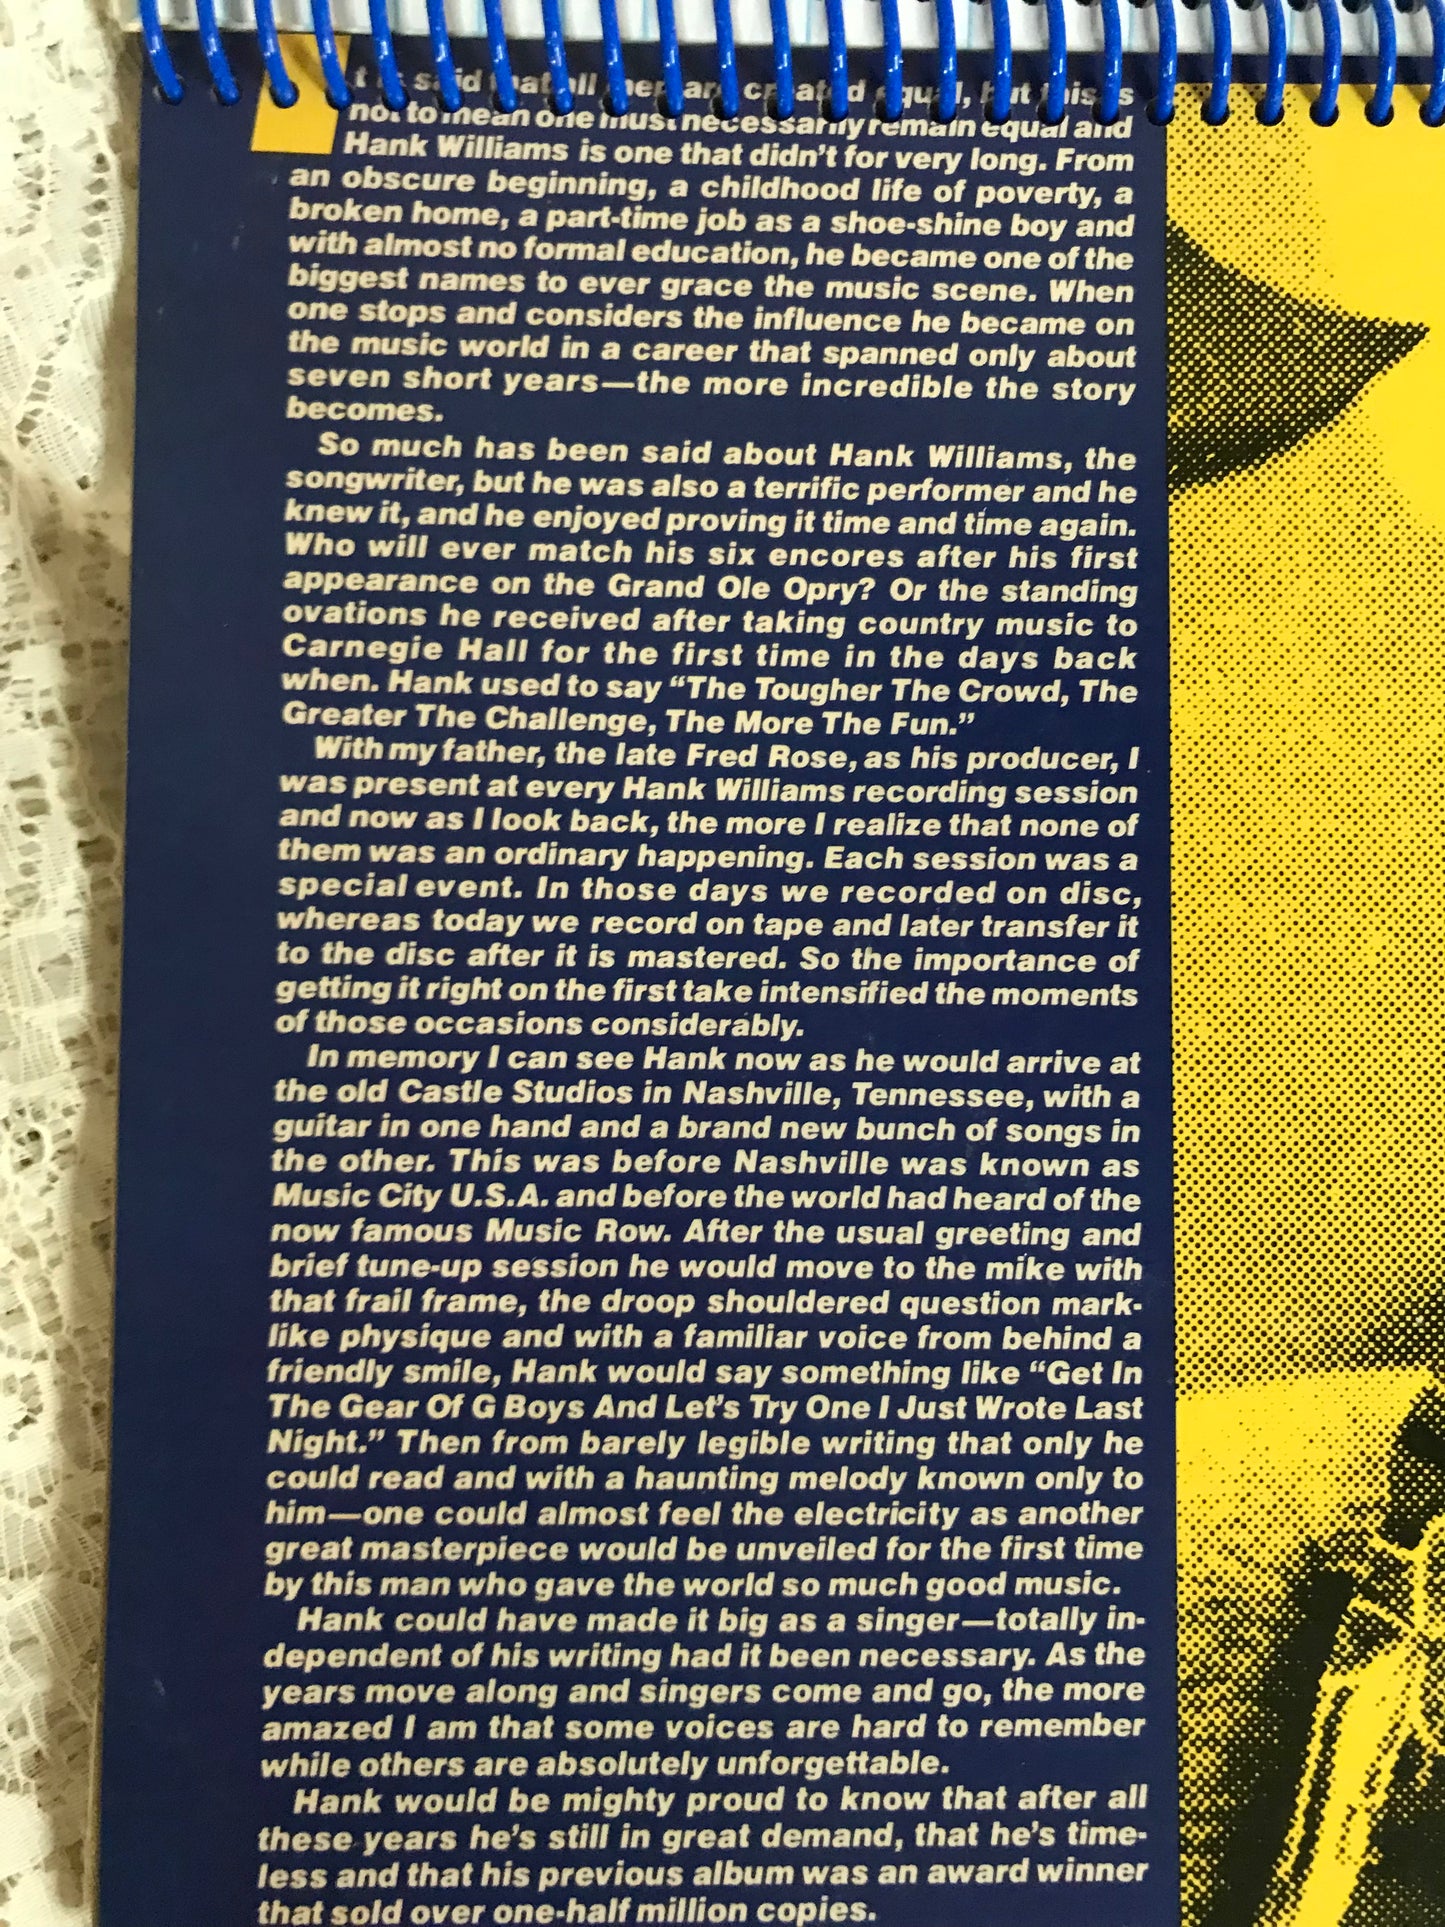 It is said that all men are created equal, but this is
not to mean one must necessarily remain equal and
Hank Williams is one that didn't for very long. From
an obscure beginning, a childhood life of poverty, a
broken home, a part-time job as a shoe-shine boy and
with almost no formal education, he became one of the
biggest names to ever grace the music scene. When
one stops and considers the influence he became on
the music world in a career that spanned only about
seven short years—the more incredible the story
becomes.
So much has been said about Hank Williams, the
songwriter, but he was also a terrific performer and he
knew it, and he enjoyed proving it time and time again.
Who will ever match his six encores after his first
appearance on the Grand Ole Opry? Or the standing
ovations he received after taking country music to
Carnegie Hall for the first time in the days back
when. Hank used to say “The Tougher The Crowd, The
Greater The Challenge, The More The Fun.”
With my father, the late Fred Rose, as his producer, I
was present at every Hank Williams recording session
and now as I look back, the more I realize that none of
them was an ordinary happening. Each session was a
special event. In those days we recorded on disc,
whereas today we record on tape and later transfer it
to the disc after it is mastered. So the importance of
getting it right on the first take intensified the moments
of those occasions considerably.
In memory I can see Hank now as he would arrive at
the old Castle Studios in Nashville, Tennessee, with a
guitar in one hand and a brand new bunch of songs in
the other. This was before Nashville was known as
Music City U.S.A. and before the world had heard of the
now famous Music Row. After the usual greeting and
brief tune-up session he would move to the mike with
that frail frame, the droop shouldered question mark-
like physique and with a familiar voice from behind a
friendly smile, Hank would say something like “Get In
The Gear Of G Boys And Let's Try One I Just Wrote Last
Night.” Then from barely legible writing that only he
could read and with a haunting melody known only to
him—one could almost feel the electricity as another
great masterpiece would be unveiled for the first time
by this man who gave the world so much good music.
Hank could have made it big as a singer—totally in-
dependent of his writing had it been necessary. As the
years move along and singers come and go, the more
amazed I am that some voices are hard to remember
while others are absolutely unforgettable.
Hank would be mighty proud to know that after all
these years he's still in great demand, that he's time-
less and that his previous album was an award winner
that sold over one-half million copies.